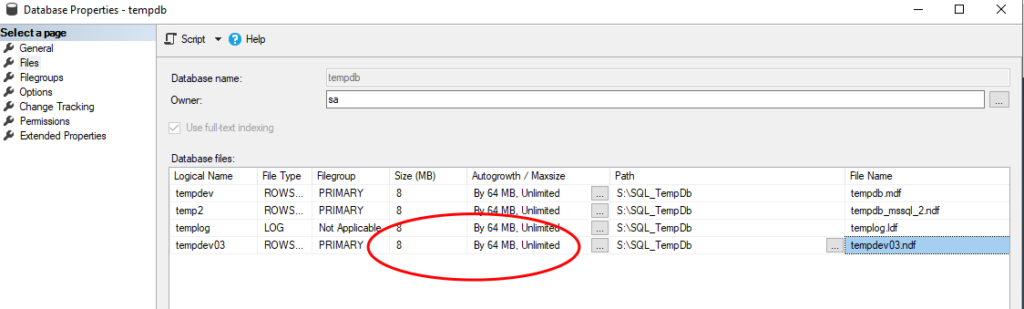 Database Properties - tempdb
Select a page
General
Files
Filegroups
Options
Change Tracking
Permissions
Extended Properties
Script Help
Database name: tempdb
Owner: sa ...
Use full-text indexing
Database files:
Logical Name File Type Filegroup Size (MB) Autogrowth / Maxsize Path File Name
tempdev ROWS... PRIMARY 8 By 64 MB, Unlimited ... S:\SQL_TempDb tempdb.mdf
temp2 ROWS... PRIMARY 8 By 64 MB, Unlimited ... S:\SQL_TempDb tempdb_mssql_2.ndf
templog LOG Not Applicable 8 By 64 MB, Unlimited ... S:\SQL_TempDb templog.ldf
tempdev03 ROWS... PRIMARY 8 By 64 MB, Unlimited ... S:\SQL_TempDb ... tempdev03.ndf